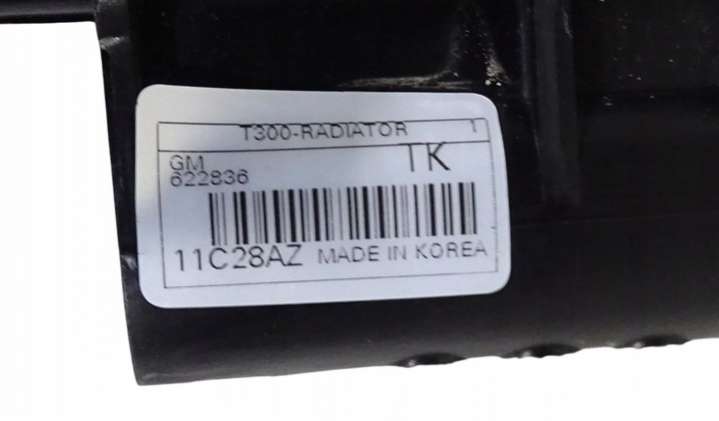 T300-RADIATOR 1
GM TK
622836
11C28AZ MADE IN KOREA